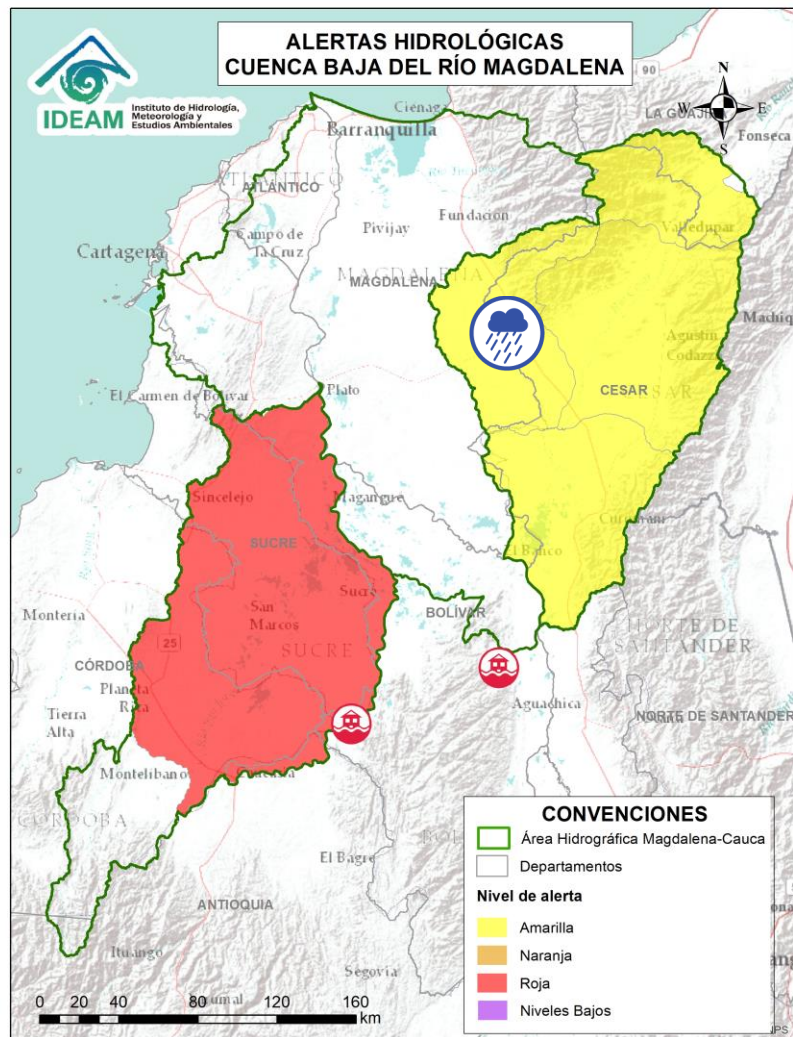 ALERTAS HIDROLÓGICAS
CUENCA BAJA DEL RÍO MAGDALENA
IDEAM
Instituto de Hidrología,
Meteorología y
Estudios Ambientales
N
W
E
S
90
LA GUAJIRA
Fonseca
Ciénaga
Barranquilla
ATLÁNTICO
Valledupar
Pivijay
Fundación
Campo de
La Cruz
Cartagena
MAGDALENA
MAGDALENA
Machiq
Agustín
Codazzi
CESAR
El Carmen de Bolívar
Plato
Sincelejo
Magangue
SUCRE
El Banco
Sucre
BOLÍVAR
San
Marcos
Montería
25
SUCRE
NORTE DE
SANTANDER
CÓRDOBA
Planeta
Rica
Aguachica
Tierra
Alta
NORTE DE SANTANDER
Montelíbano
CÓRDOBA
El Bagre
ANTIOQUIA
Ituango
Segovia
CONVENCIONES
Área Hidrográfica Magdalena-Cauca
Departamentos
Nivel de alerta
Amarilla
Naranja
Roja
Niveles Bajos
0 20 40 80 120 160
km